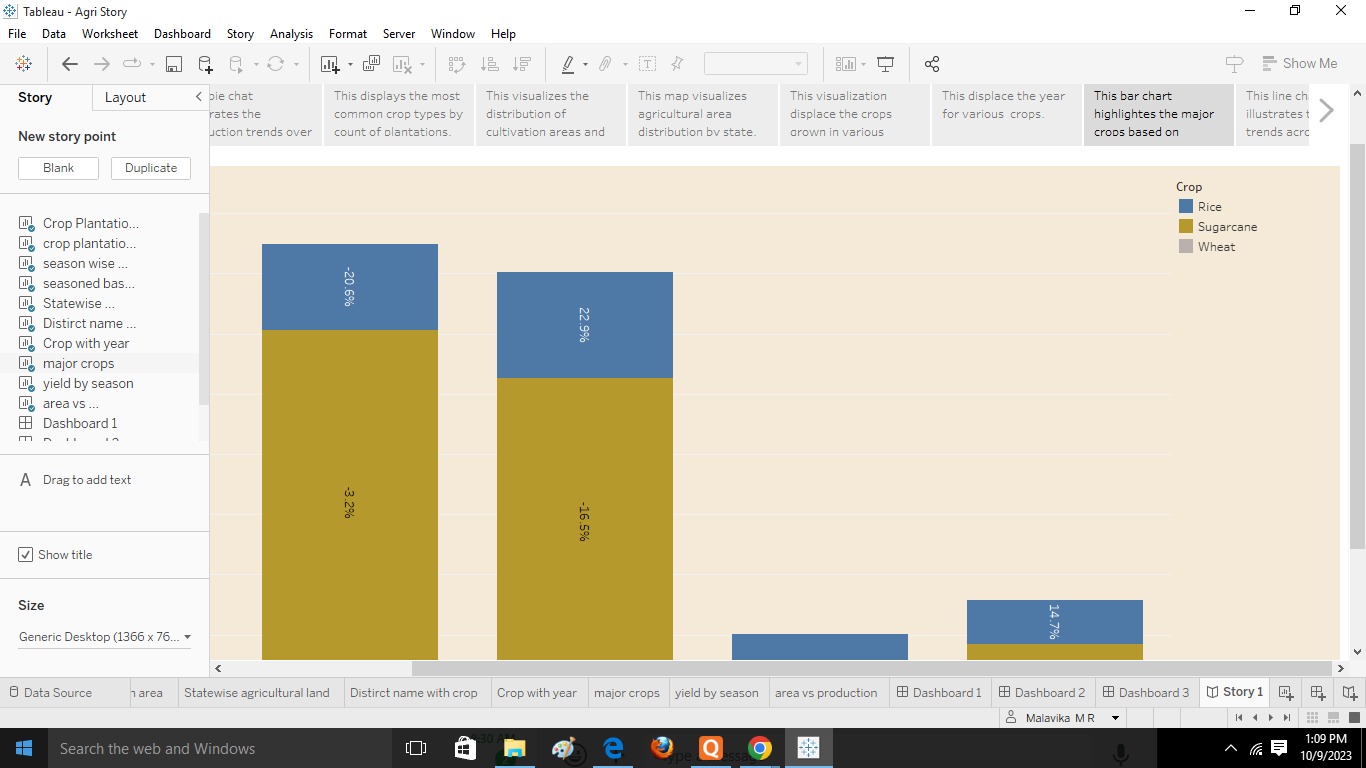 Tableau - Agri Story
File Data Worksheet Dashboard Story Analysis Format Server Window Help
Show Me
Story Layout
New story point
Blank Duplicate
Crop Plantatio...
crop plantatio...
season wise ...
seasoned bas...
Statewise ...
Distirct name ...
Crop with year
major crops
yield by season
area vs ...
Dashboard 1
A Drag to add text
Show title
Size
Generic Desktop (1366 x 76...
pie chat
rates the
uction trends over
This displays the most
common crop types by
count of plantations.
This visualizes the
distribution of
cultivation areas and
This map visualizes
agricultural area
distribution by state.
This visualization
displace the crops
grown in various
This displace the year
for various crops.
This bar chart
highlightes the major
crops based on
This line ch
illustrates t
trends acro
Crop
Rice
Sugarcane
Wheat
-20.6%
-3.2%
22.9%
-16.5%
14.7%
Data Source n area Statewise agricultural land Distirct name with crop Crop with year major crops yield by season area vs production Dashboard 1 Dashboard 2 Dashboard 3 Story 1
Malavika M R
Search the web and Windows
1:09 PM
10/9/2023